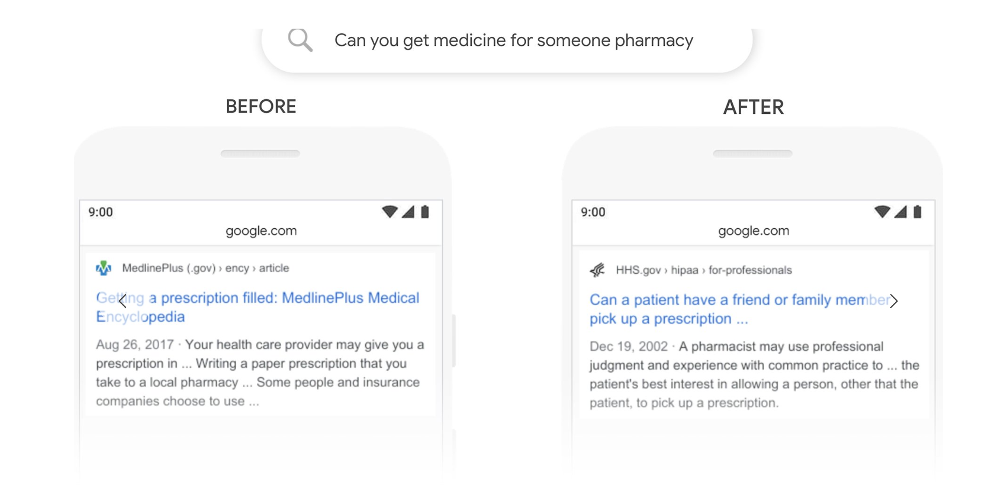 Can you get medicine for someone pharmacy
BEFORE
9:00
google.com
MedlinePlus (.gov) › ency › article
Getting a prescription filled: MedlinePlus Medical
Encyclopedia
Aug 26, 2017 · Your health care provider may give you a
prescription in ... Writing a paper prescription that you
take to a local pharmacy ... Some people and insurance
companies choose to use ...
AFTER
9:00
google.com
HHS.gov › hipaa › for-professionals
Can a patient have a friend or family member
pick up a prescription ...
Dec 19, 2002 · A pharmacist may use professional
judgment and experience with common practice to ... the
patient's best interest in allowing a person, other that the
patient, to pick up a prescription.